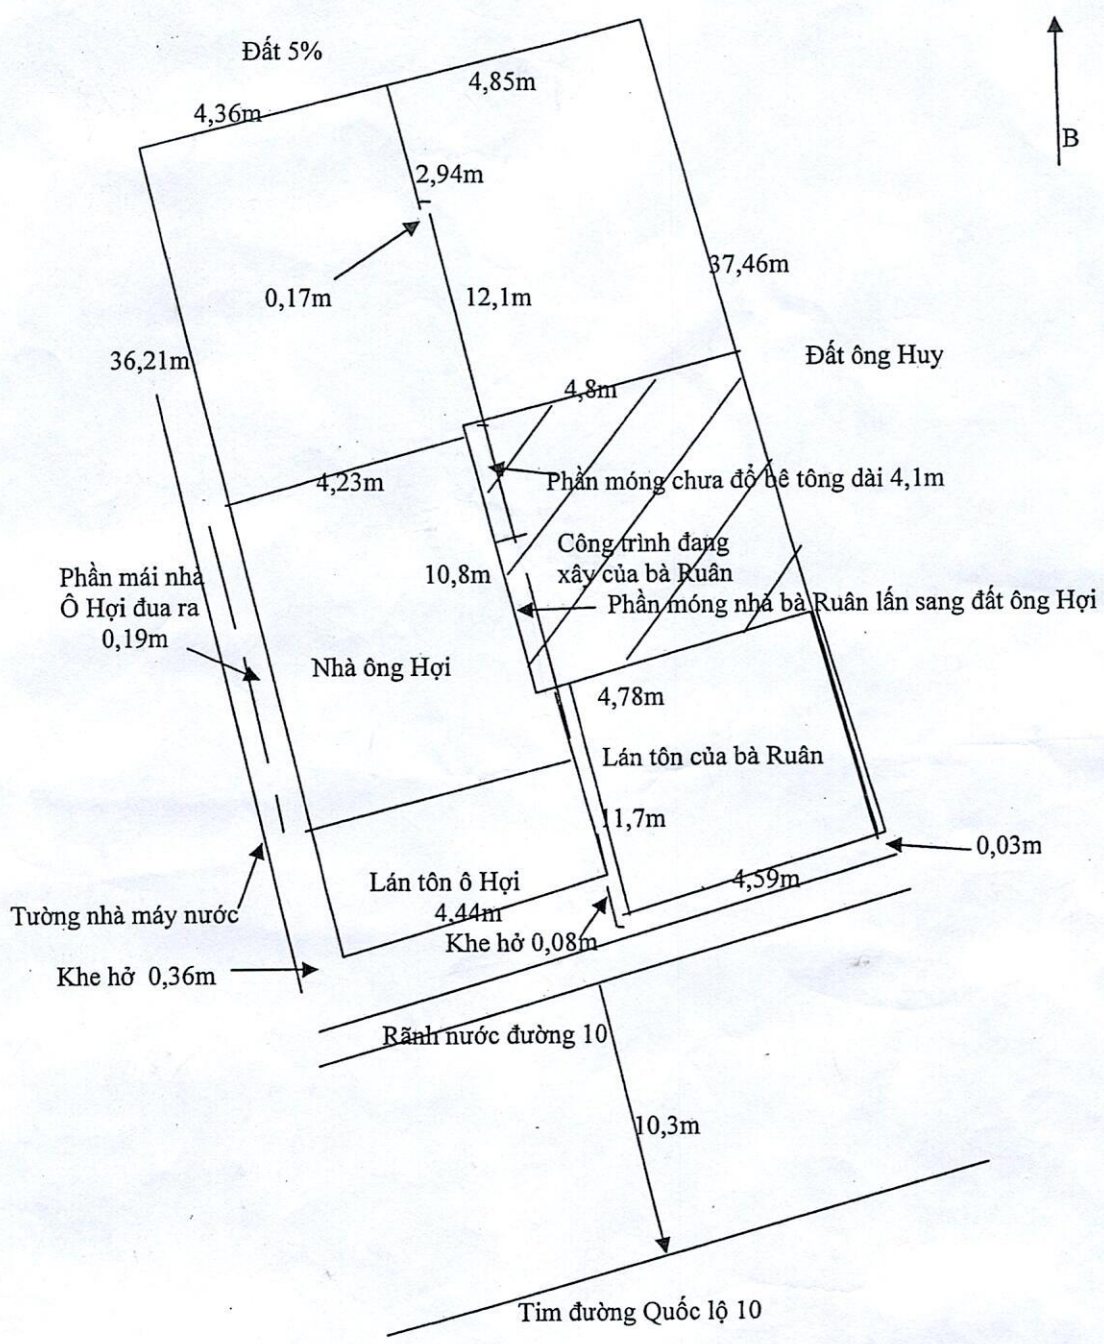 Đất 5%
4,85m
4,36m
B
2,94m
37,46m
0,17m
12,1m
36,21m
Đất ông Huy
4,8m
4,23m
Phần móng chưa đổ bê tông dài 4,1m
Công trình đang
xây của bà Ruân
10,8m
Phần móng nhà bà Ruân lấn sang đất ông Hợi
Phần mái nhà
Ô Hợi đua ra
0,19m
Nhà ông Hợi
4,78m
Lán tôn của bà Ruân
11,7m
0,03m
Lán tôn ô Hợi
4,59m
4,44m
Tường nhà máy nước
Khe hở 0,08m
Khe hở 0,36m
Rãnh nước đường 10
10,3m
Tim đường Quốc lộ 10